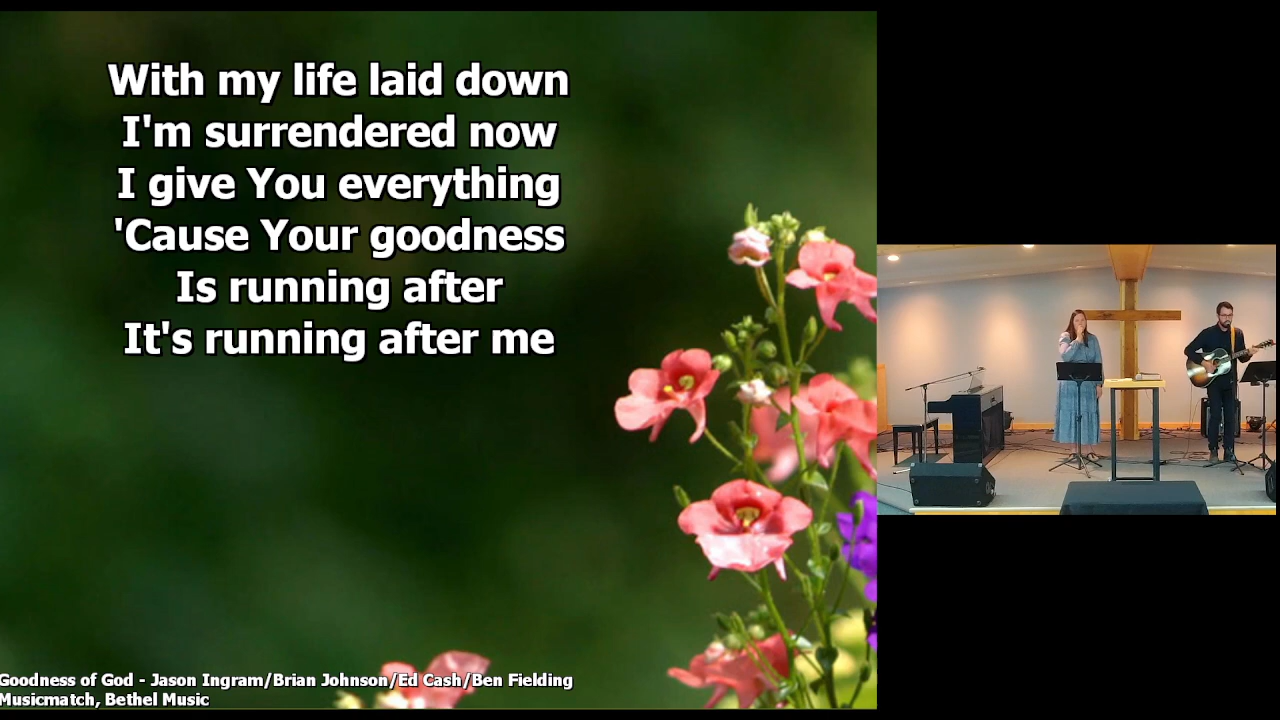 With my life laid down
I'm surrendered now
I give You everything
'Cause Your goodness
Is running after
It's running after me
Goodness of God - Jason Ingram/Brian Johnson/Ed Cash/Ben Fielding
Musicmatch, Bethel Music